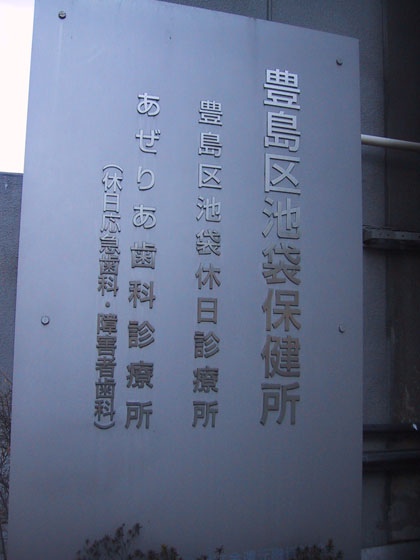 豊島区池袋保健所
豊島区池袋休日診療所
あぜりあ歯科診療所
（休日応急歯科・障害者歯科）